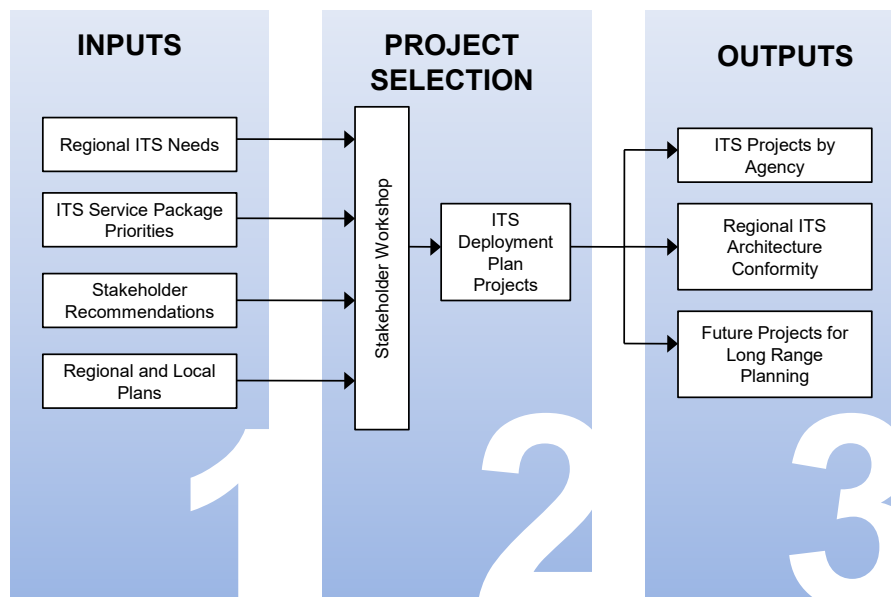 INPUTS
Regional ITS Needs
ITS Service Package
Priorities
Stakeholder
Recommendations
Regional and Local
Plans
1
PROJECT
SELECTION
Stakeholder Workshop
ITS
Deployment
Plan
Projects
2
OUTPUTS
ITS Projects by
Agency
Regional ITS
Architecture
Conformity
Future Projects for
Long Range
Planning
3